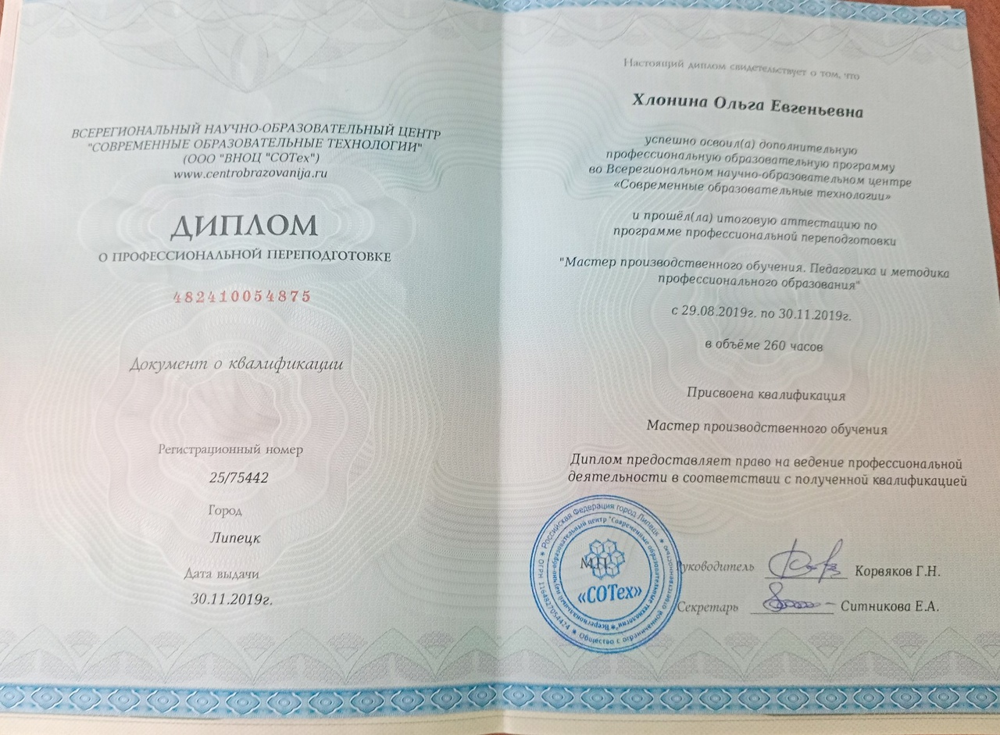 ВСЕРЕГИОНАЛЬНЫЙ НАУЧНО-ОБРАЗОВАТЕЛЬНЫЙ ЦЕНТР
"СОВРЕМЕННЫЕ ОБРАЗОВАТЕЛЬНЫЕ ТЕХНОЛОГИИ"
(ООО "ВНОЦ "СОТех")
www.centrobrazovanija.ru
ДИПЛОМ
О ПРОФЕССИОНАЛЬНОЙ ПЕРЕПОДГОТОВКЕ
482410054875
Документ о квалификации
Регистрационный номер
25/75442
Город
Липецк
Дата выдачи
30.11.2019г.
Настоящий диплом свидетельствует о том, что
Хлонина Ольга Евгеньевна
успешно освоил(а) дополнительную
профессиональную образовательную программу
во Всерегиональном научно-образовательном центре
«Современные образовательные технологии»
и прошёл(ла) итоговую аттестацию по
программе профессиональной переподготовки
"Мастер производственного обучения. Педагогика и методика
профессионального образования"
с 29.08.2019г. по 30.11.2019г.
в объёме 260 часов
Присвоена квалификация
Мастер производственного обучения
Диплом предоставляет право на ведение профессиональной
деятельности в соответствии с полученной квалификацией
Российская Федерация город Липецк ★ Общество с ограниченной ответственностью ★ ОГРН 1164827054424 ★
Всерегиональный научно-образовательный центр "Современные образовательные технологии"
М.П.
«СОТех»
Руководитель Корвяков Г.Н.
Секретарь Ситникова Е.А.